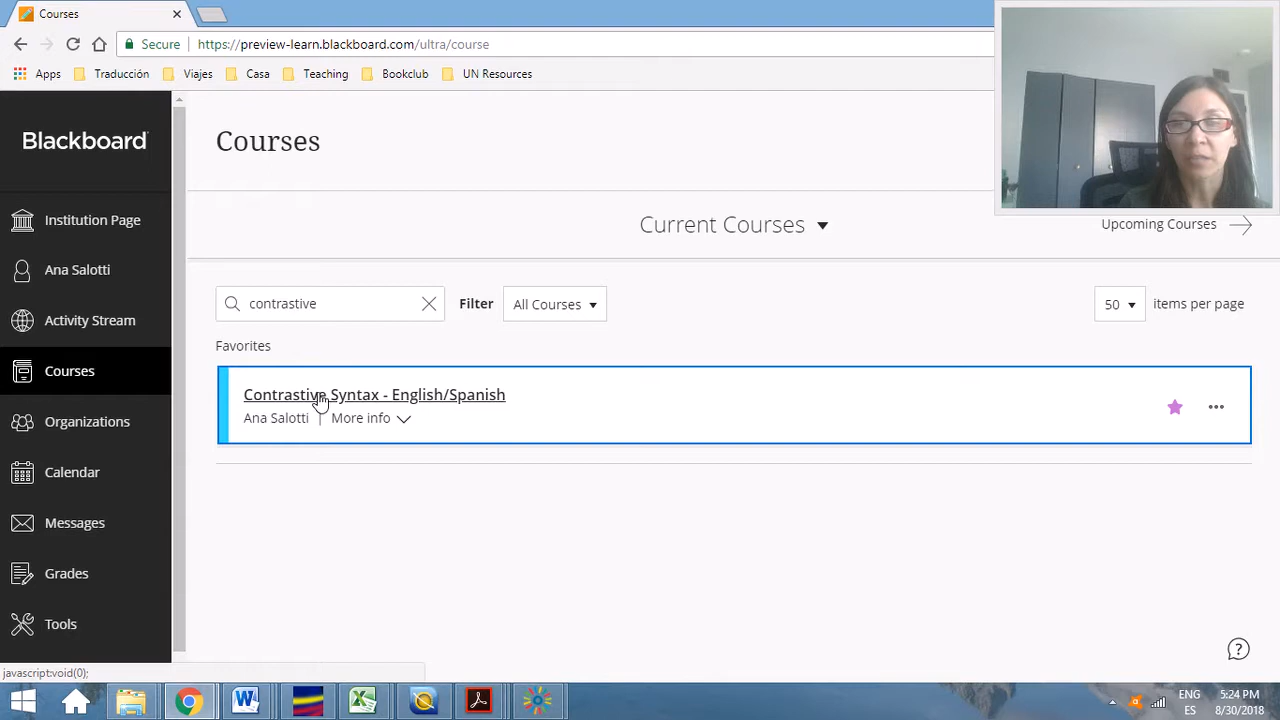 Courses
Secure
https://preview-learn.blackboard.com/ultra/course
Apps
Traducción
Viajes
Casa
Teaching
Bookclub
UN Resources
Blackboard
Institution Page
Ana Salotti
Activity Stream
Courses
Organizations
Calendar
Messages
Grades
Tools
Courses
Current Courses
Upcoming Courses
contrastive
Filter
All Courses
50
items per page
Favorites
Contrastive Syntax - English/Spanish
Ana Salotti | More info
javascript:void(0);
ENG
ES
5:24 PM
8/30/2018